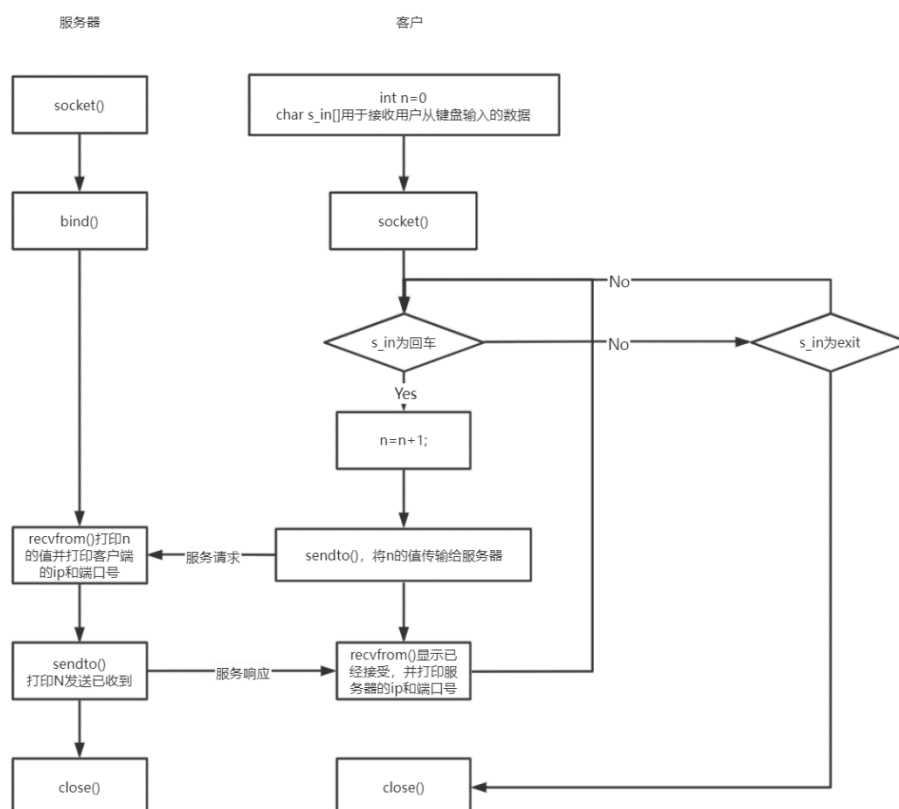 服务器
客户
socket()
int n=0
char s_in[]用于接收用户从键盘输入的数据
bind()
socket()
No
s_in为回车
No
s_in为exit
Yes
n=n+1;
recvfrom()打印n
的值并打印客户端
的ip和端口号
服务请求
sendto()，将n的值传输给服务器
sendto()
打印N发送已收到
服务响应
recvfrom()显示已
经接受，并打印服
务器的ip和端口号
close()
close()